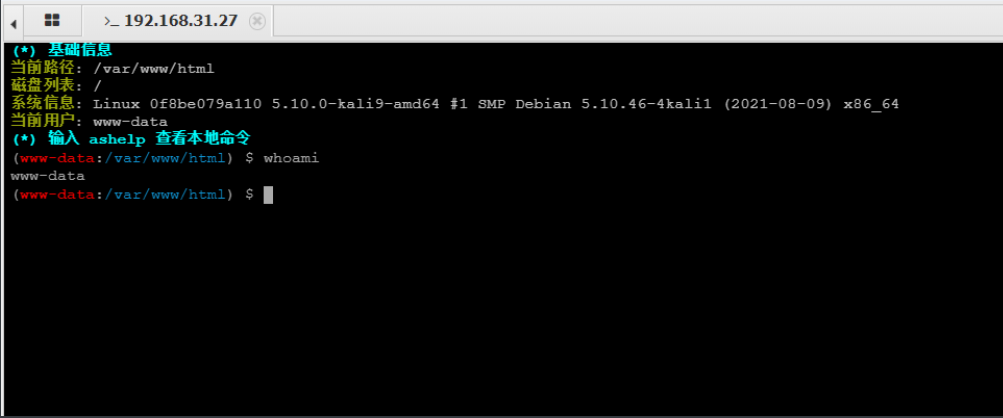 >_ 192.168.31.27
(*) 基础信息
当前路径: /var/www/html
磁盘列表: /
系统信息: Linux 0f8be079a110 5.10.0-kali9-amd64 #1 SMP Debian 5.10.46-4kali1 (2021-08-09) x86_64
当前用户: www-data
(*) 输入 ashelp 查看本地命令
(www-data:/var/www/html) $ whoami
www-data
(www-data:/var/www/html) $